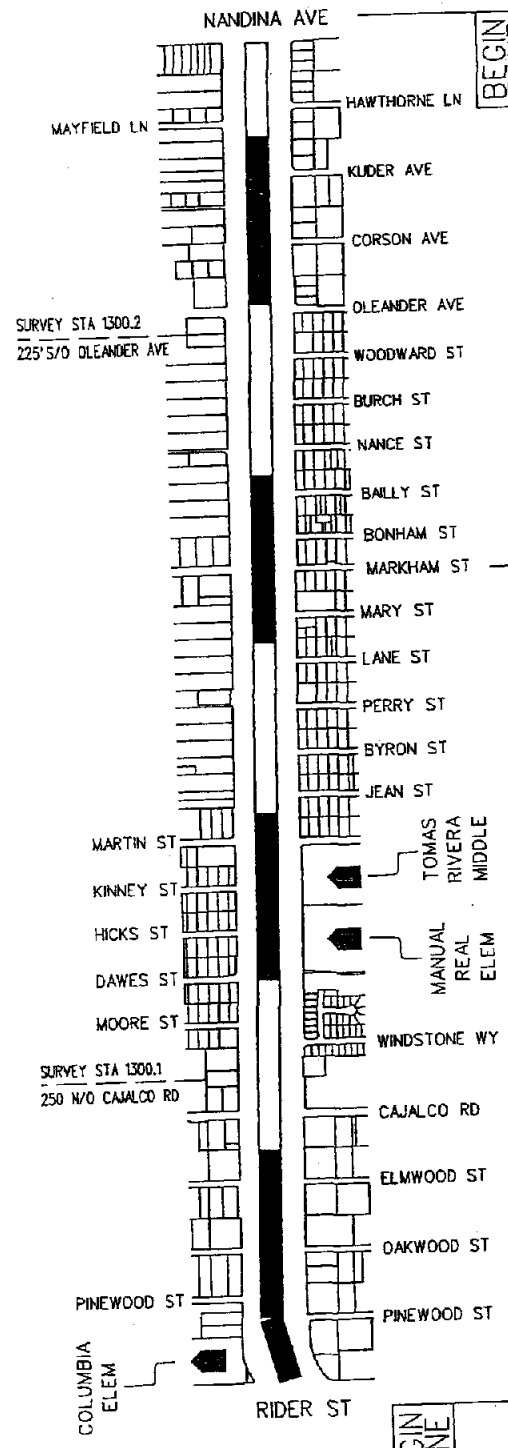 NANDINA AVE
BEGIN
HAWTHORNE LN
MAYFIELD LN
KUDER AVE
CORSON AVE
OLEANDER AVE
SURVEY STA 1300.2
225' S/O OLEANDER AVE
WOODWARD ST
BURCH ST
NANCE ST
BAILLY ST
BONHAM ST
MARKHAM ST
MARY ST
LANE ST
PERRY ST
BYRON ST
JEAN ST
MARTIN ST
TOMAS
RIVERA
MIDDLE
KINNEY ST
HICKS ST
MANUAL
REAL
ELEM
DAWES ST
MOORE ST
WINDSTONE WY
SURVEY STA 1300.1
250 N/O CAJALCO RD
CAJALCO RD
ELMWOOD ST
OAKWOOD ST
PINEWOOD ST
PINEWOOD ST
COLUMBIA
ELEM
RIDER ST